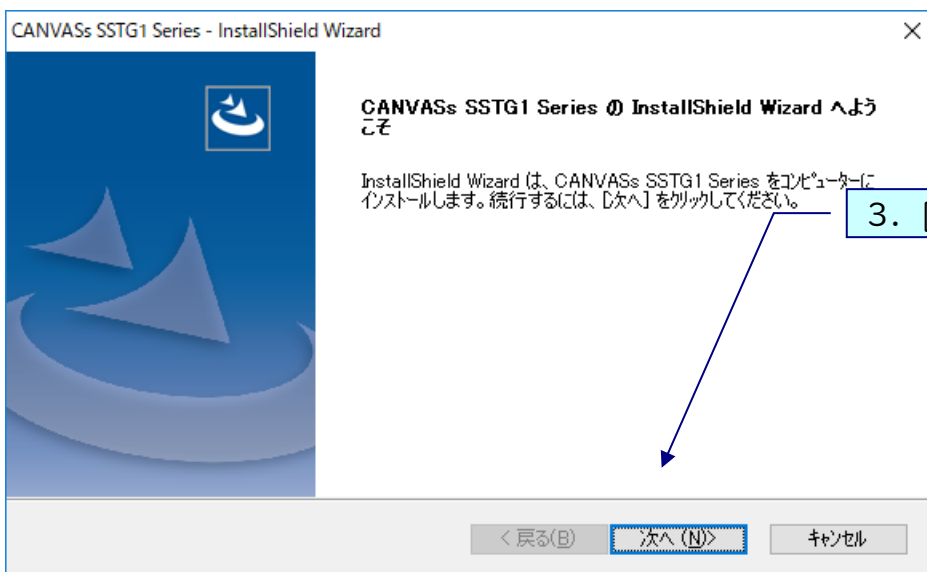 CANVASs SSTG1 Series - InstallShield Wizard
CANVASs SSTG1 Series の InstallShield Wizard へよう
こそ
InstallShield Wizard は、CANVASs SSTG1 Series をコンピューターに
インストールします。続行するには、[次へ] をクリックしてください。
3.
< 戻る(B)
次へ (N)>
キャンセル